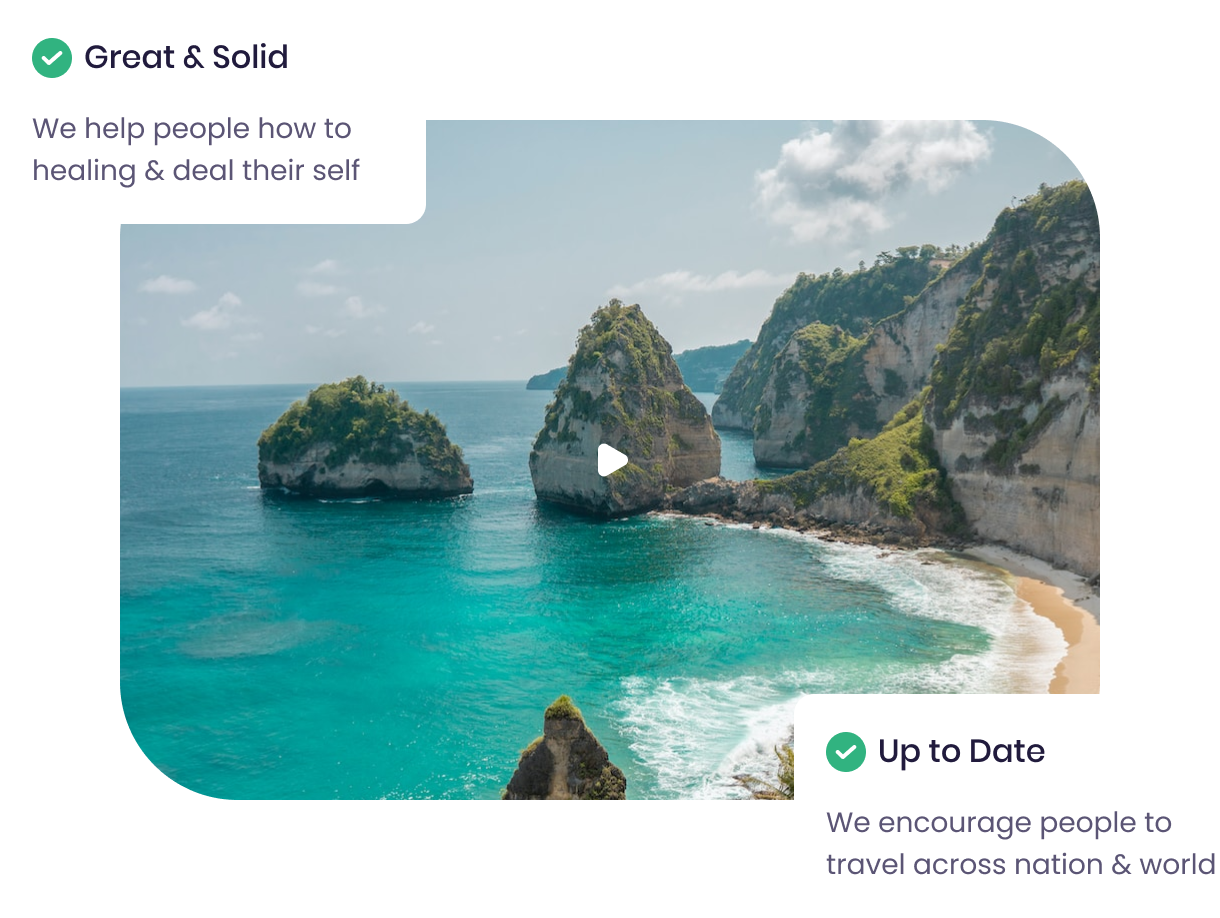 Great & Solid
We help people how to
healing & deal their self
Up to Date
We encourage people to
travel across nation & world